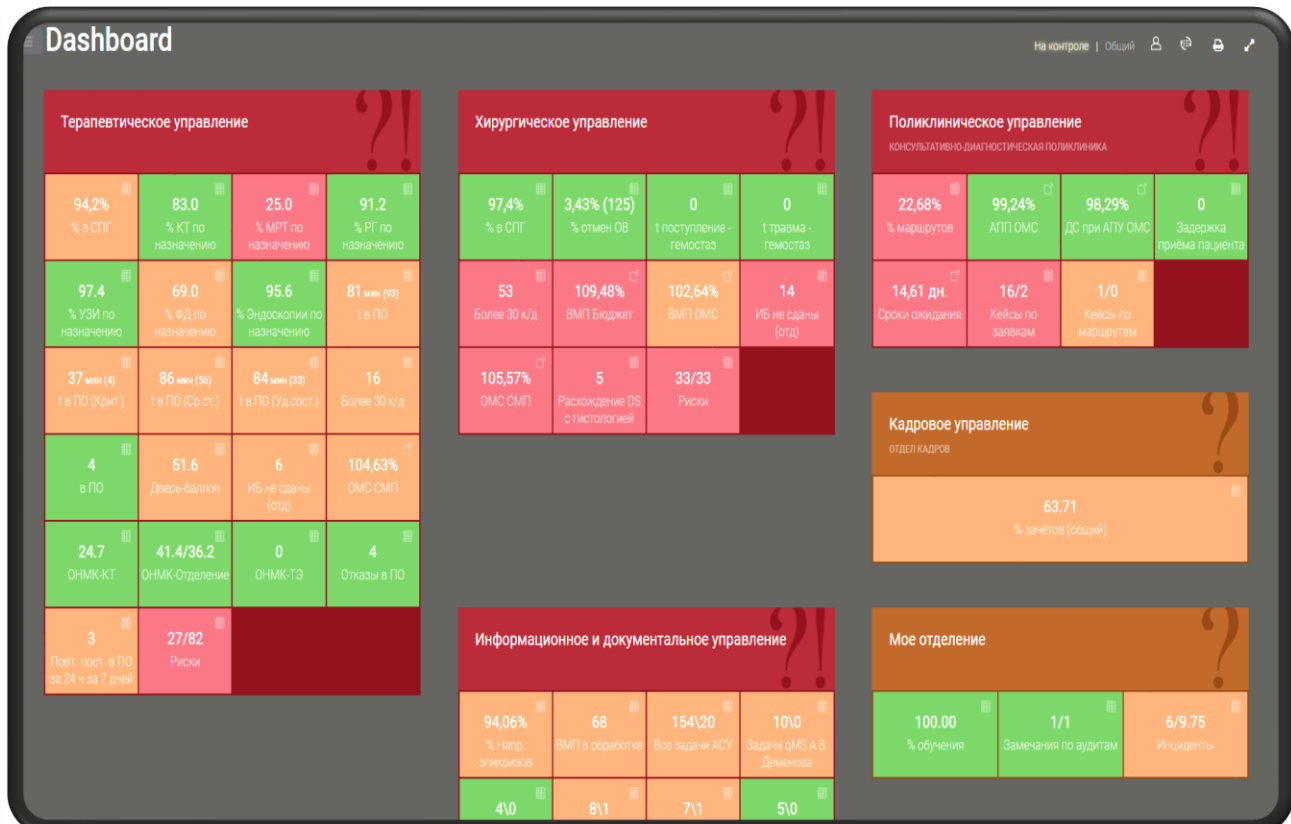 Dashboard
На контроле | Общий
Терапевтическое управление
94,2%
% в СПГ
83.0
% КТ по
назначению
25.0
% МРТ по
назначению
91.2
% РГ по
назначению
97.4
% УЗИ по
назначению
69.0
% ФД по
назначению
95.6
% Эндоскопии по
назначению
81 мин (93)
t в ПО
37 мин (4)
t в ПО (Крит.)
86 мин (56)
t в ПО (Ср.ст.)
84 мин (33)
t в ПО (Уд.сост.)
16
Более 30 к/д
4
в ПО
51.6
Дверь-баллон
6
ИБ не сданы
(отд)
104,63%
ОМС СМП
24.7
ОНМК-КТ
41.4/36.2
ОНМК-Отделение
0
ОНМК-ТЭ
4
Отказы в ПО
3
Повт. пост. в ПО
за 24 ч за 7 дней
27/82
Риски
Хирургическое управление
97,4%
% в СПГ
3,43% (125)
% отмен ОВ
0
t поступление -
гемостаз
0
t травма -
гемостаз
53
Более 30 к/д
109,48%
ВМП Бюджет
102,64%
ВМП ОМС
14
ИБ не сданы
(отд)
105,57%
ОМС СМП
5
Расхождение DS
с гистологией
33/33
Риски
Информационное и документальное управление
94,06%
% Напр.
эпикризов
68
ВМП в обработке
154\20
Все задачи АСУ
10\0
Задачи qMS А.В.
Деменова
4\0
8\1
7\1
5\0
Поликлиническое управление
КОНСУЛЬТАТИВНО-ДИАГНОСТИЧЕСКАЯ ПОЛИКЛИНИКА
22,68%
% маршрутов
99,24%
АПП ОМС
98,29%
ДС при АПУ ОМС
0
Задержка
приёма пациента
14,61 дн.
Сроки ожидания
16/2
Кейсы по
заявкам
1/0
Кейсы по
маршрутам
Кадровое управление
ОТДЕЛ КАДРОВ
63.71
% зачётов (общий)
Мое отделение
100.00
% обучения
1/1
Замечания по аудитам
6/9.75
Инциденты